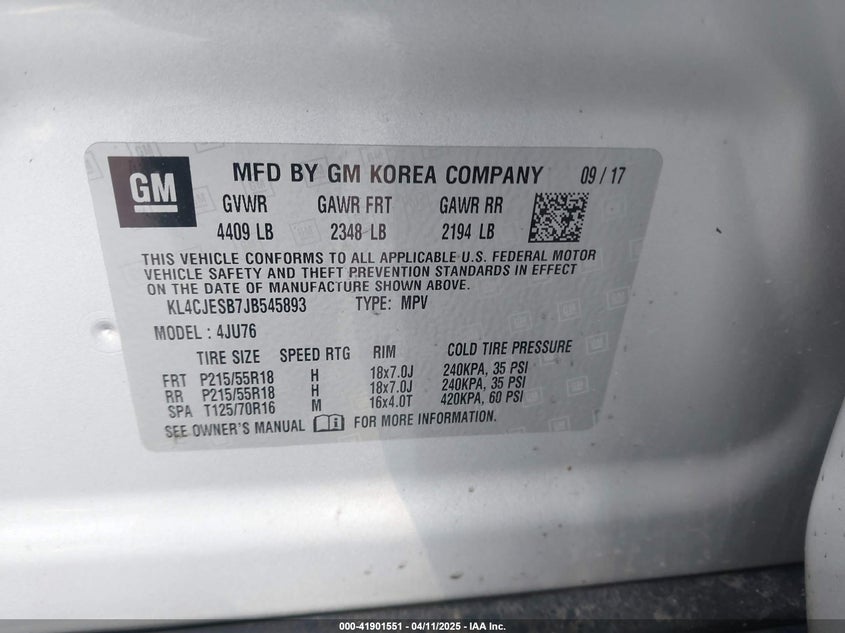 GM
MFD BY GM KOREA COMPANY 09 / 17
GVWR GAWR FRT GAWR RR
4409 LB 2348 LB 2194 LB
THIS VEHICLE CONFORMS TO ALL APPLICABLE U.S. FEDERAL MOTOR
VEHICLE SAFETY AND THEFT PREVENTION STANDARDS IN EFFECT
ON THE DATE OF MANUFACTURE SHOWN ABOVE.
KL4CJESB7JB545893 TYPE: MPV
MODEL : 4JU76
TIRE SIZE SPEED RTG RIM COLD TIRE PRESSURE
FRT P215/55R18 H 18x7.0J 240KPA, 35 PSI
RR P215/55R18 H 18x7.0J 240KPA, 35 PSI
SPA T125/70R16 M 16x4.0T 420KPA, 60 PSI
SEE OWNER'S MANUAL i FOR MORE INFORMATION.
000-41901551 | 04/11/2025 - IAA Inc.